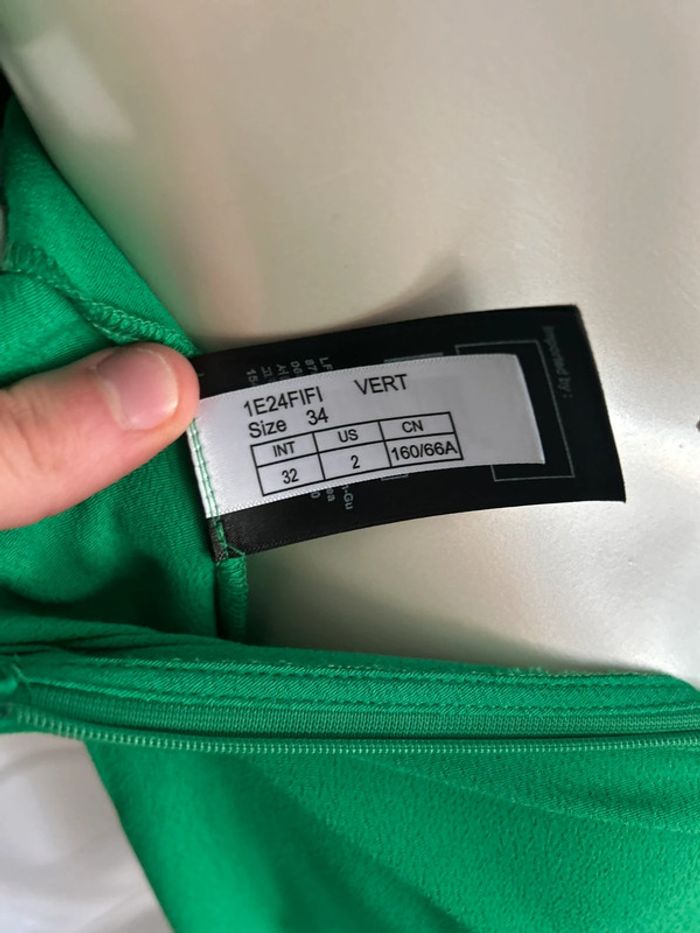 1E24FIFI VERT
Size 34
INT US CN
32 2 160/66A
Imported by: